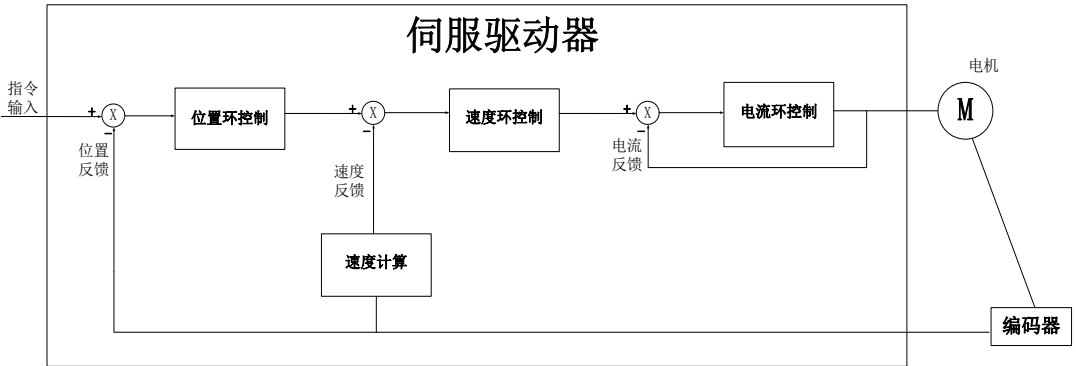 伺服驱动器
电机
指令
输入
+
X
−
位置环控制
+
X
−
速度环控制
+
X
−
电流环控制
M
位置
反馈
速度
反馈
电流
反馈
速度计算
编码器